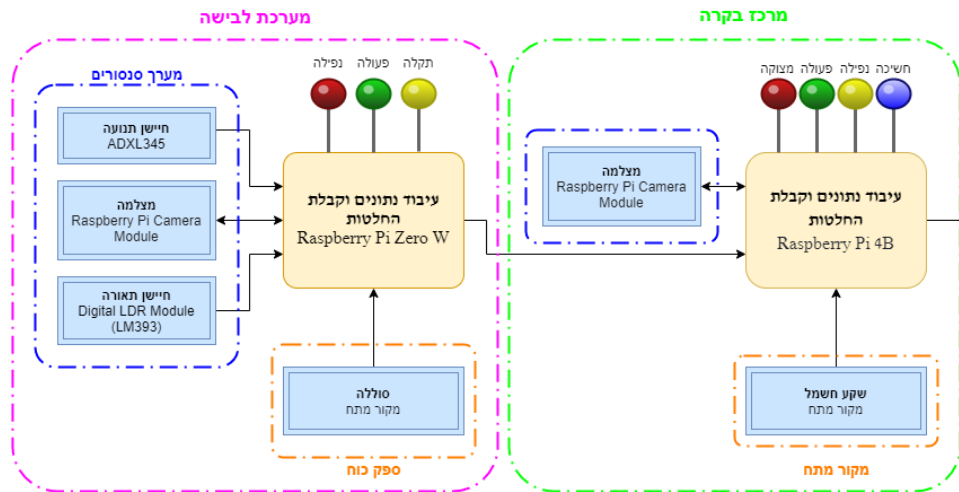 מערכת לבישה
מערך סנסורים
חיישן תנועה
ADXL345
מצלמה
Raspberry Pi Camera
Module
חיישן תאורה
Digital LDR Module
(LM393)
נפילה
פעולה
תקלה
עיבוד נתונים וקבלת
החלטות
Raspberry Pi Zero W
סוללה
מקור מתח
ספק כוח
מרכז בקרה
מצלמה
Raspberry Pi Camera
Module
מצוקה
פעולה
נפילה
חשיכה
עיבוד נתונים וקבלת
החלטות
Raspberry Pi 4B
שקע חשמל
מקור מתח
מקור מתח